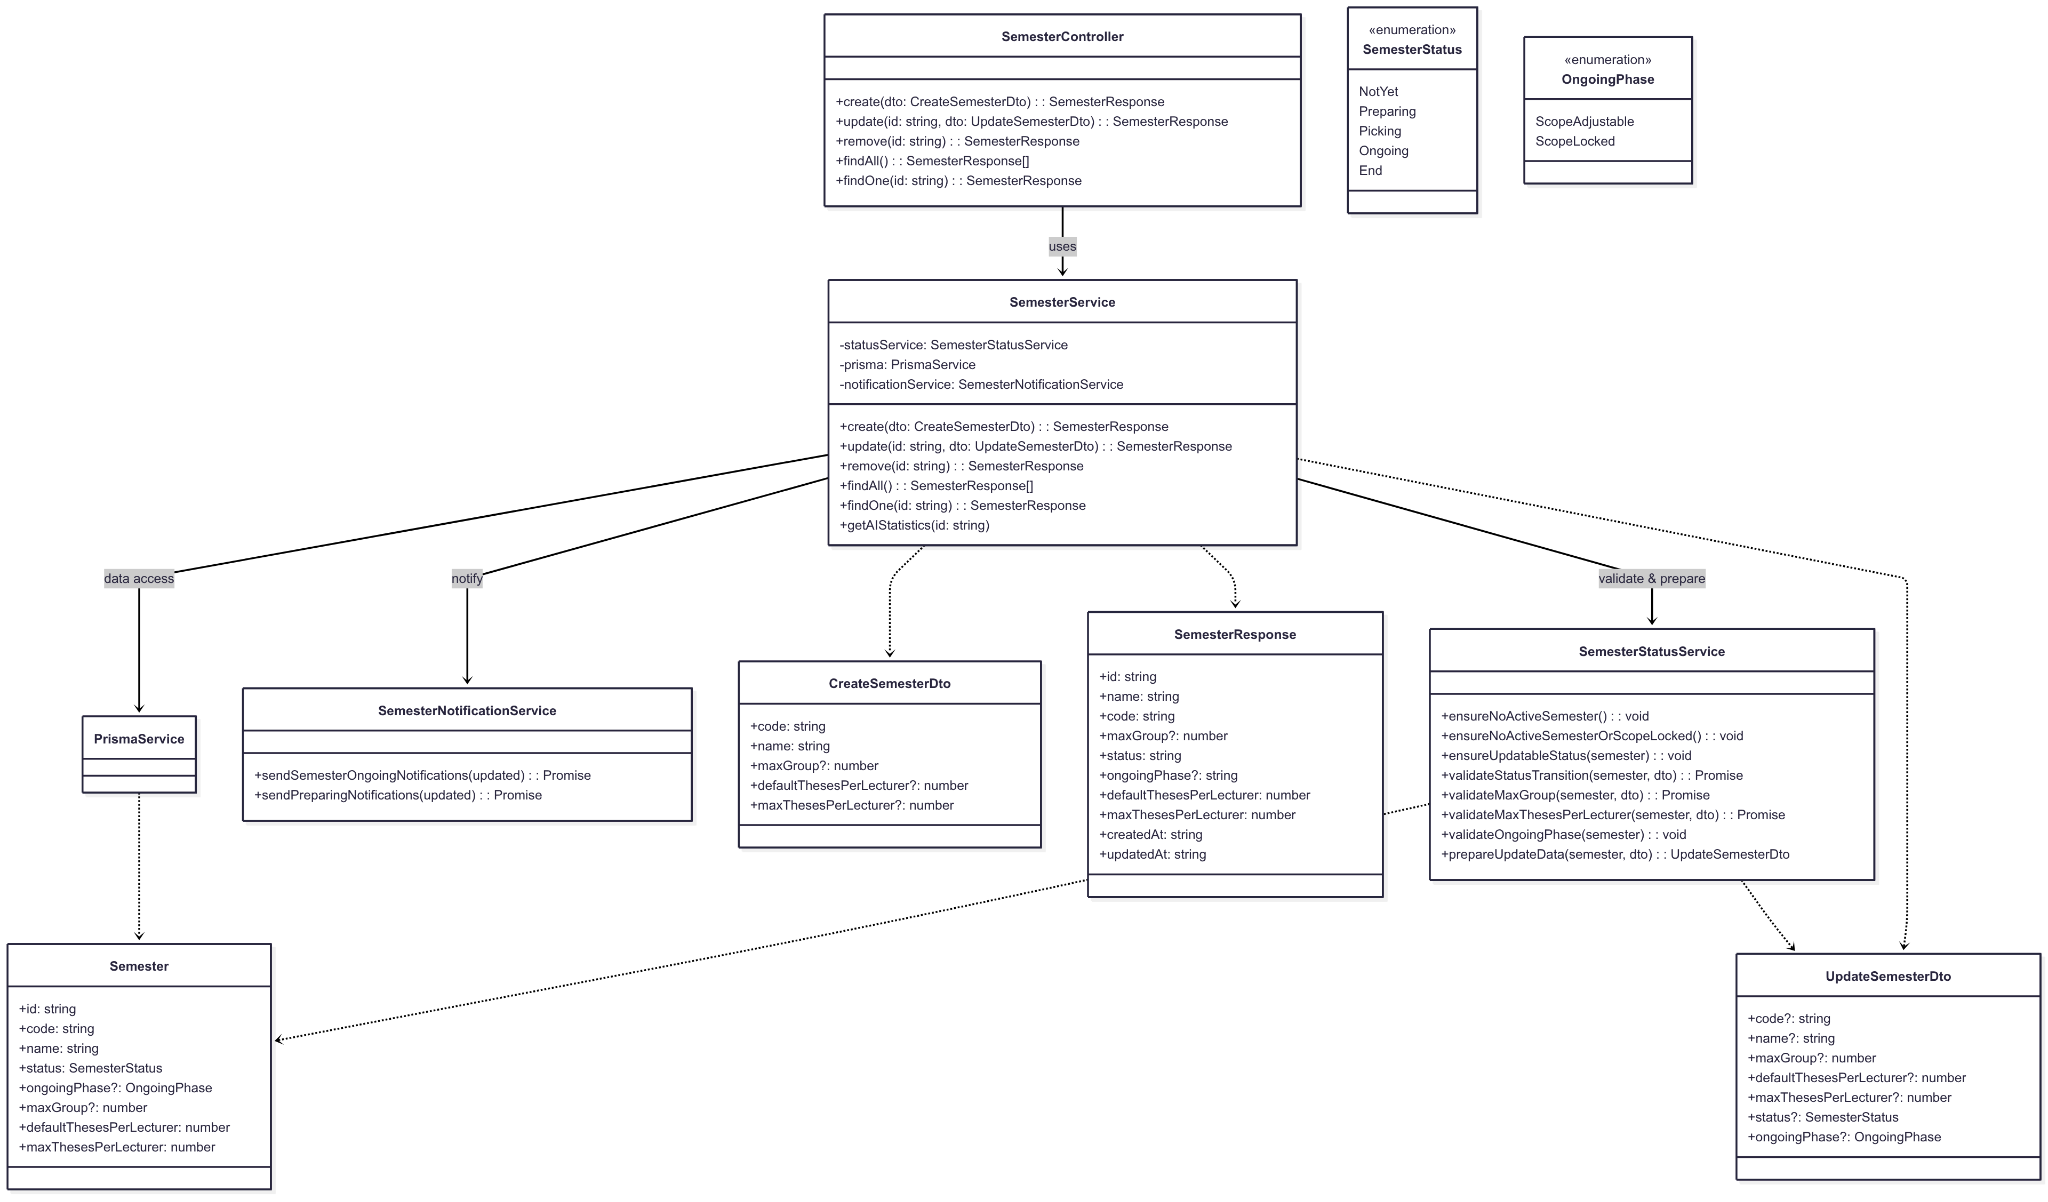 SemesterController
+create(dto: CreateSemesterDto) : : SemesterResponse
+update(id: string, dto: UpdateSemesterDto) : : SemesterResponse
+remove(id: string) : : SemesterResponse
+findAll() : : SemesterResponse[]
+findOne(id: string) : : SemesterResponse
«enumeration»
SemesterStatus
NotYet
Preparing
Picking
Ongoing
End
«enumeration»
OngoingPhase
ScopeAdjustable
ScopeLocked
uses
SemesterService
-statusService: SemesterStatusService
-prisma: PrismaService
-notificationService: SemesterNotificationService
+create(dto: CreateSemesterDto) : : SemesterResponse
+update(id: string, dto: UpdateSemesterDto) : : SemesterResponse
+remove(id: string) : : SemesterResponse
+findAll() : : SemesterResponse[]
+findOne(id: string) : : SemesterResponse
+getAIStatistics(id: string)
data access
notify
validate & prepare
PrismaService
SemesterNotificationService
+sendSemesterOngoingNotifications(updated) : : Promise
+sendPreparingNotifications(updated) : : Promise
CreateSemesterDto
+code: string
+name: string
+maxGroup?: number
+defaultThesesPerLecturer?: number
+maxThesesPerLecturer?: number
SemesterResponse
+id: string
+name: string
+code: string
+maxGroup?: number
+status: string
+ongoingPhase?: string
+defaultThesesPerLecturer: number
+maxThesesPerLecturer: number
+createdAt: string
+updatedAt: string
SemesterStatusService
+ensureNoActiveSemester() : : void
+ensureNoActiveSemesterOrScopeLocked() : : void
+ensureUpdatableStatus(semester) : : void
+validateStatusTransition(semester, dto) : : Promise
+validateMaxGroup(semester, dto) : : Promise
+validateMaxThesesPerLecturer(semester, dto) : : Promise
+validateOngoingPhase(semester) : : void
+prepareUpdateData(semester, dto) : : UpdateSemesterDto
Semester
+id: string
+code: string
+name: string
+status: SemesterStatus
+ongoingPhase?: OngoingPhase
+maxGroup?: number
+defaultThesesPerLecturer: number
+maxThesesPerLecturer: number
UpdateSemesterDto
+code?: string
+name?: string
+maxGroup?: number
+defaultThesesPerLecturer?: number
+maxThesesPerLecturer?: number
+status?: SemesterStatus
+ongoingPhase?: OngoingPhase